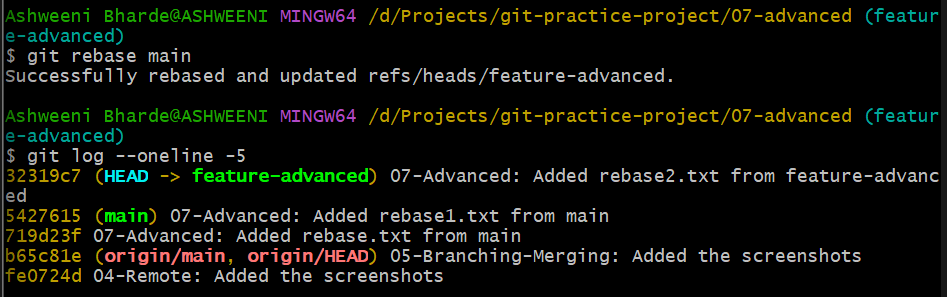 Ashweeni Bharde@ASHWEENI MINGW64 /d/Projects/git-practice-project/07-advanced (featur
e-advanced)
$ git rebase main
Successfully rebased and updated refs/heads/feature-advanced.
Ashweeni Bharde@ASHWEENI MINGW64 /d/Projects/git-practice-project/07-advanced (featur
e-advanced)
$ git log --oneline -5
32319c7 (HEAD -> feature-advanced) 07-Advanced: Added rebase2.txt from feature-advanc
ed
5427615 (main) 07-Advanced: Added rebase1.txt from main
719d23f 07-Advanced: Added rebase.txt from main
b65c81e (origin/main, origin/HEAD) 05-Branching-Merging: Added the screenshots
fe0724d 04-Remote: Added the screenshots